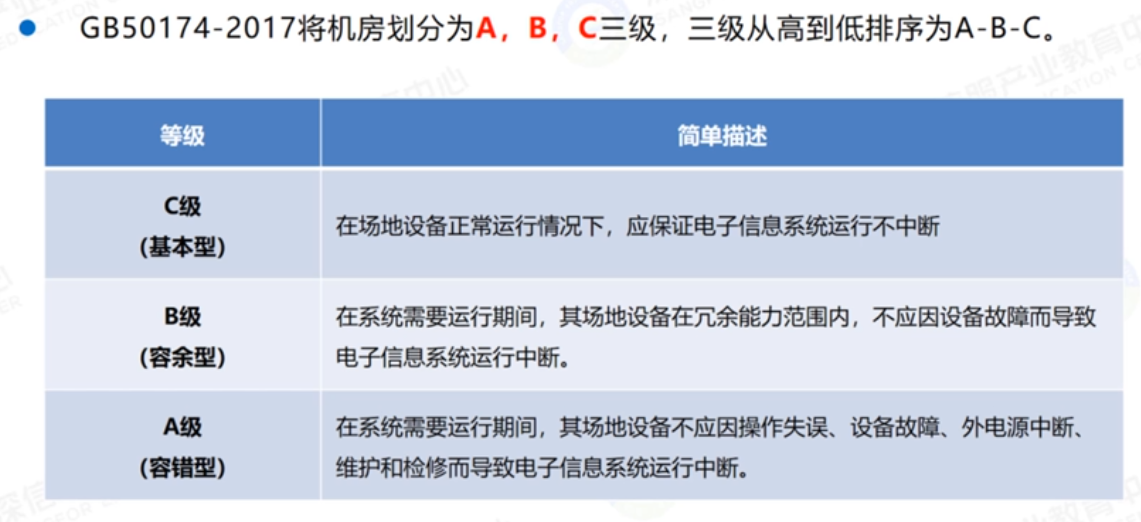 GB50174-2017将机房划分为A，B，C三级，三级从高到低排序为A-B-C。
等级
简单描述
C级
（基本型）
在场地设备正常运行情况下，应保证电子信息系统运行不中断
B级
（容余型）
在系统需要运行期间，其场地设备在冗余能力范围内，不应因设备故障而导致
电子信息系统运行中断。
A级
（容错型）
在系统需要运行期间，其场地设备不应因操作失误、设备故障、外电源中断、
维护和检修而导致电子信息系统运行中断。